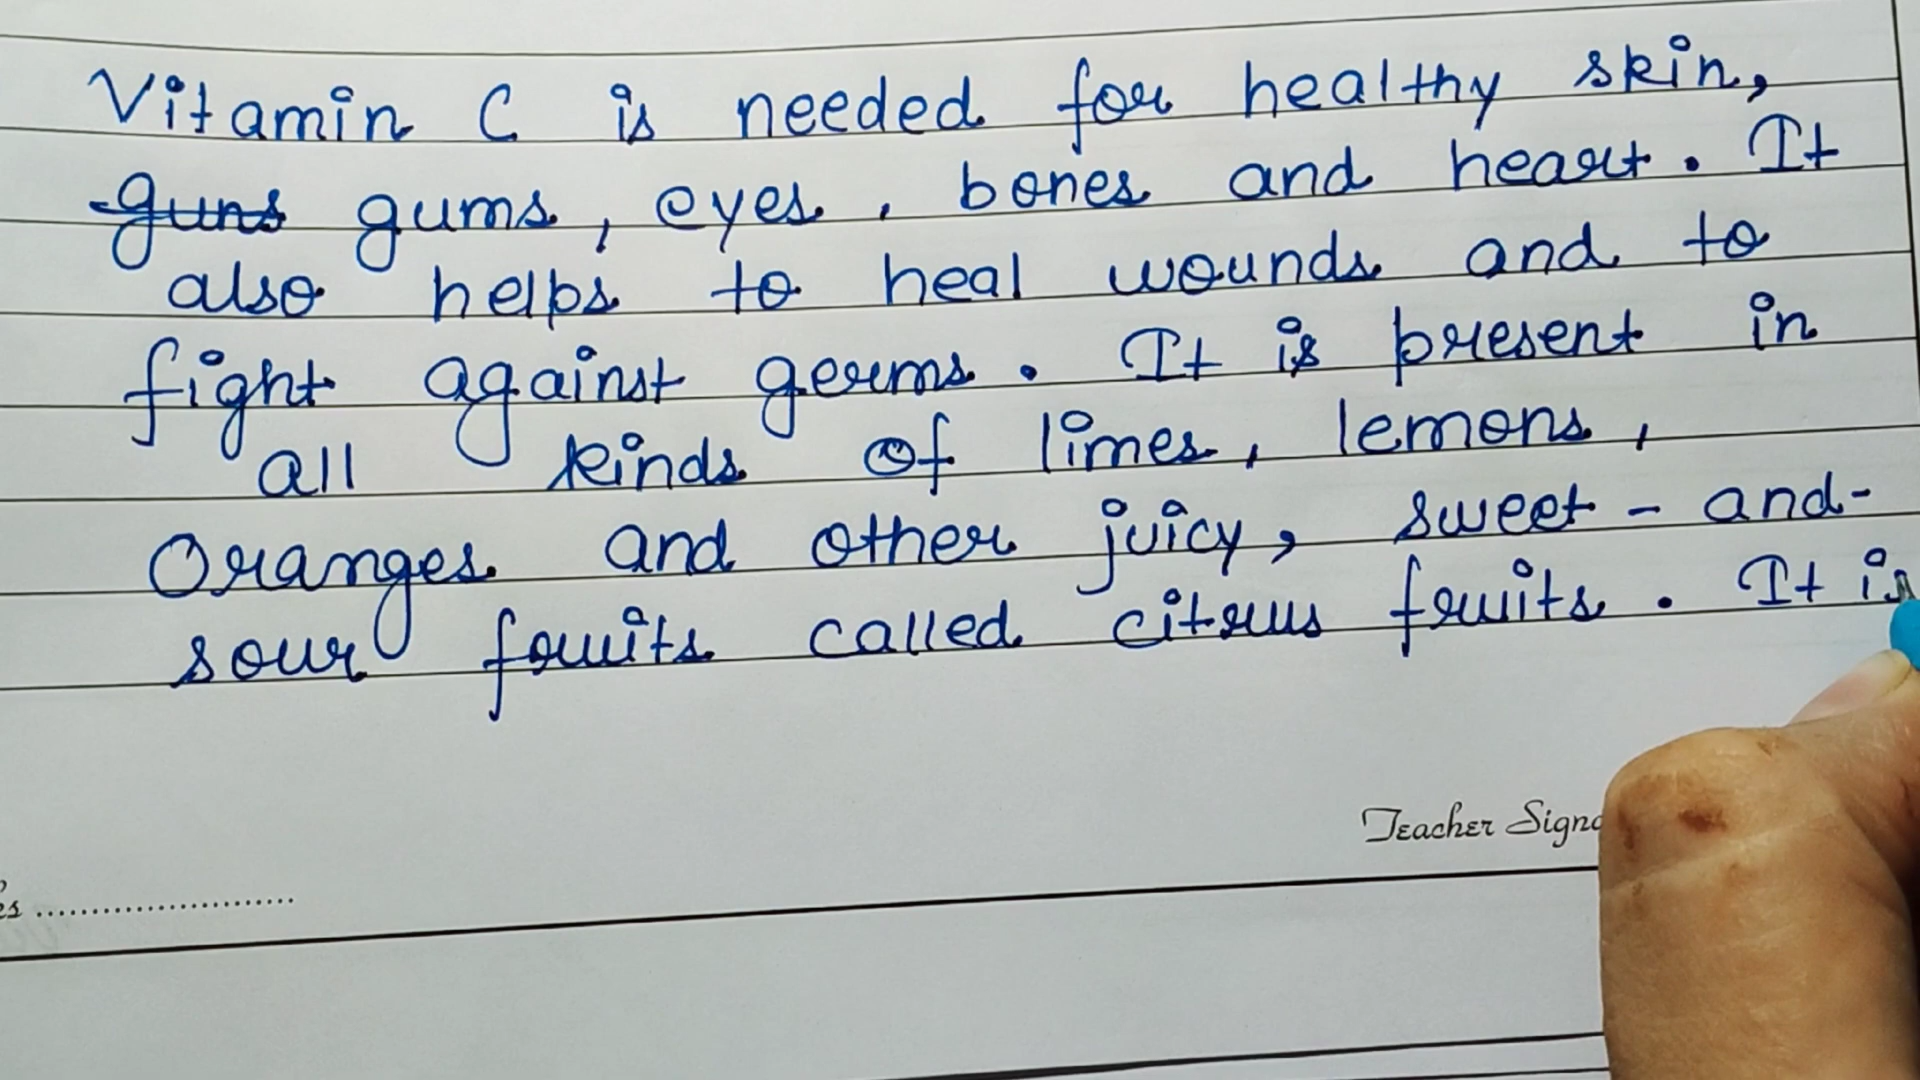 Vitamin C is needed for healthy skin,
guns gums, eyes, bones and heart. It
also helps to heal wounds and to
fight against germs. It is present in
all kinds of limes, lemons,
Oranges and other juicy, sweet-and-
sour fruits called citrus fruits. It is
Teacher